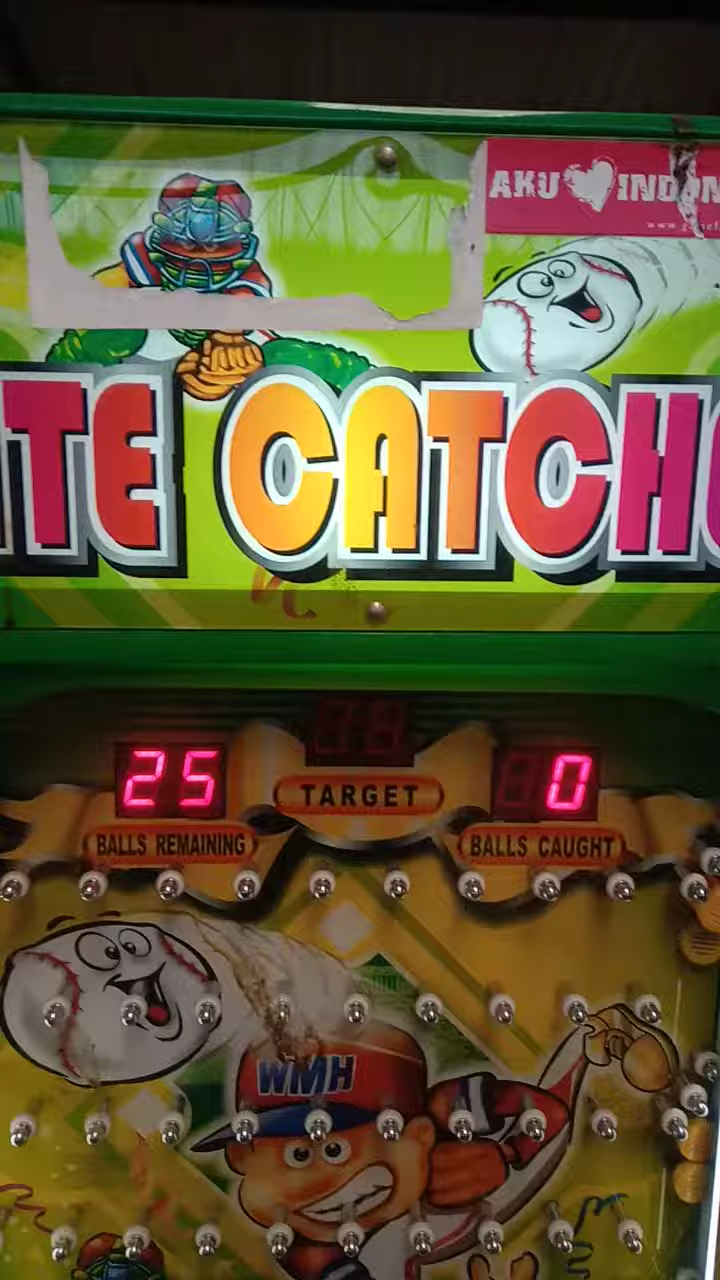 AKU INDON
TE CATCH
25
0
TARGET
BALLS REMAINING
BALLS CAUGHT
WMH